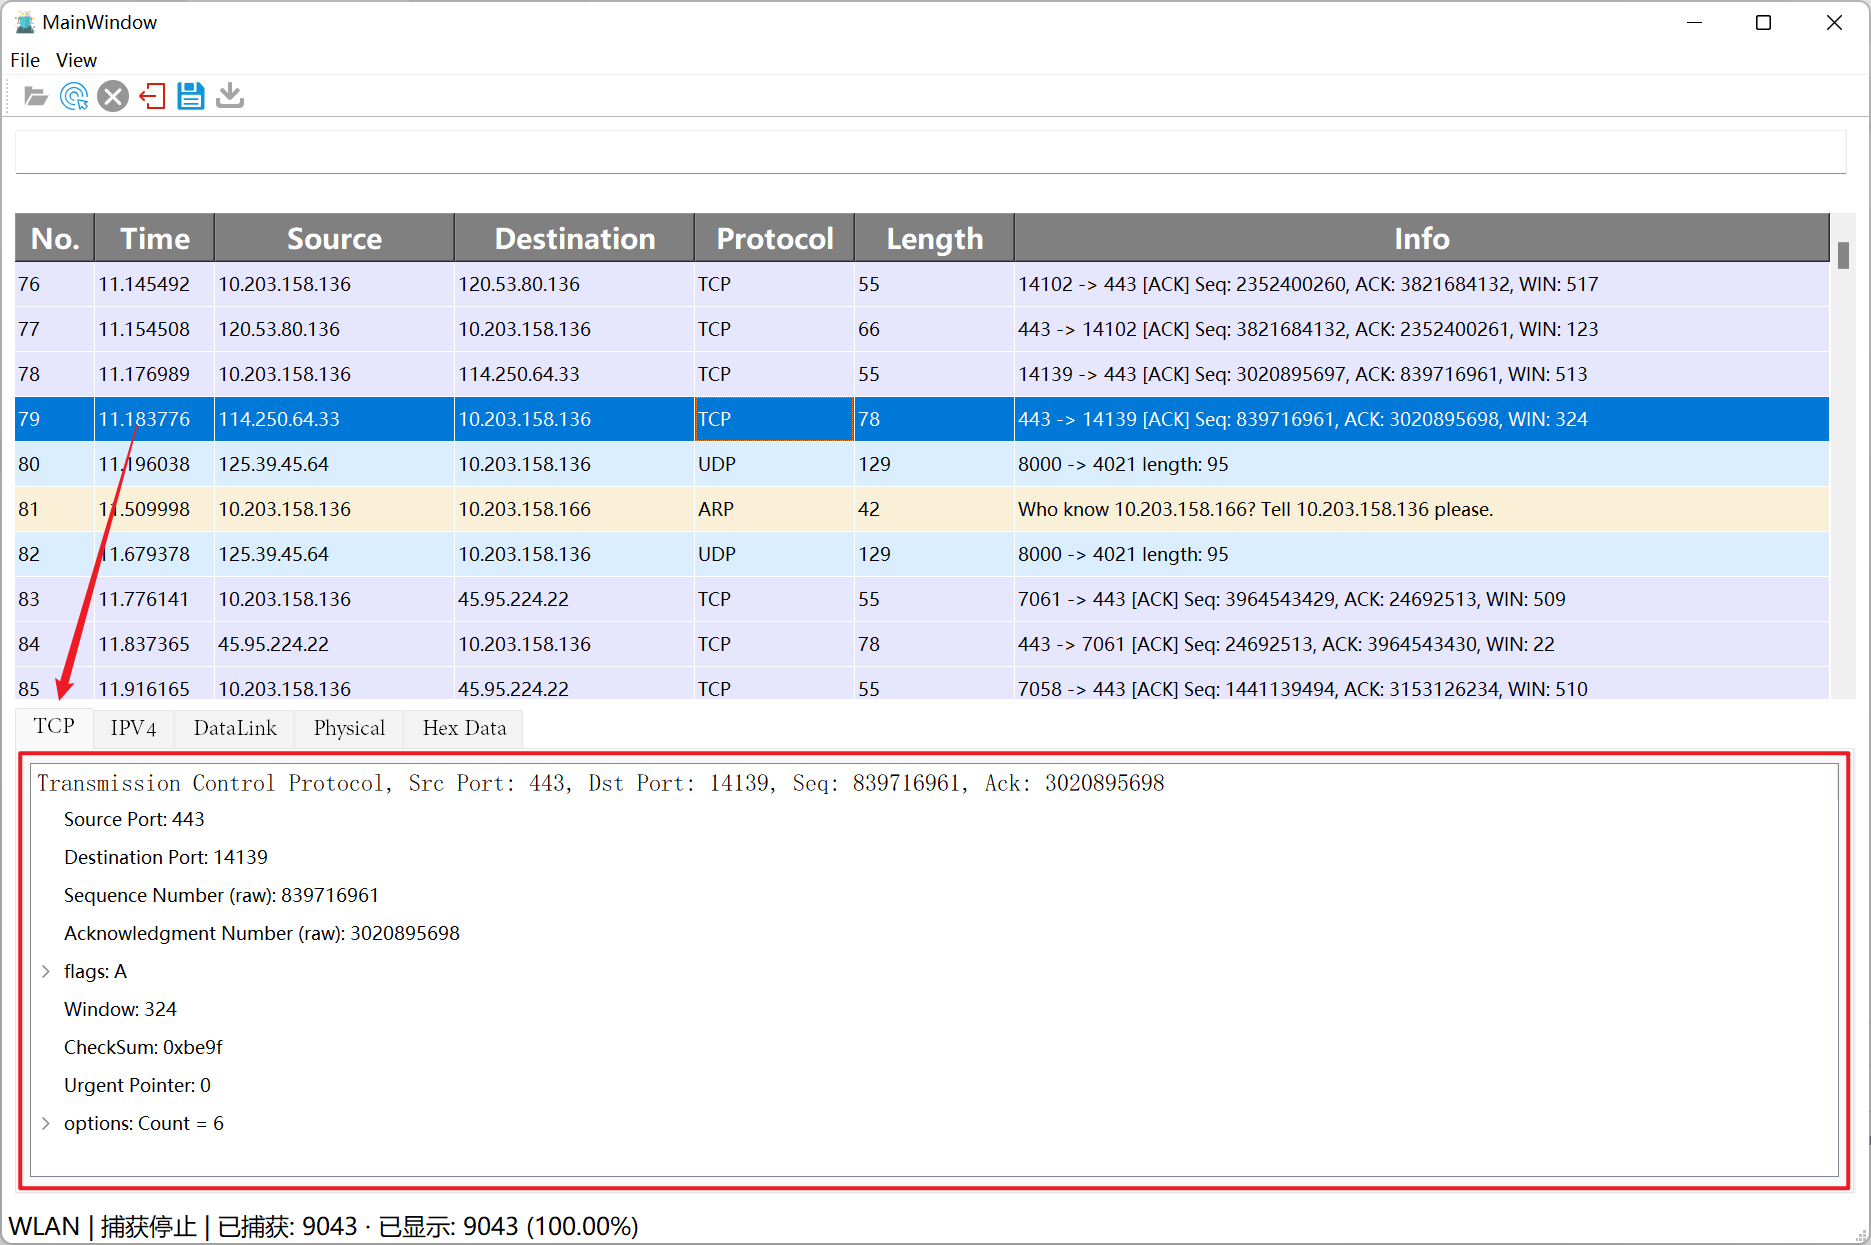 MainWindow
File View
No. Time Source Destination Protocol Length Info
76 11.145492 10.203.158.136 120.53.80.136 TCP 55 14102 -> 443 [ACK] Seq: 2352400260, ACK: 3821684132, WIN: 517
77 11.154508 120.53.80.136 10.203.158.136 TCP 66 443 -> 14102 [ACK] Seq: 3821684132, ACK: 2352400261, WIN: 123
78 11.176989 10.203.158.136 114.250.64.33 TCP 55 14139 -> 443 [ACK] Seq: 3020895697, ACK: 839716961, WIN: 513
79 11.183776 114.250.64.33 10.203.158.136 TCP 78 443 -> 14139 [ACK] Seq: 839716961, ACK: 3020895698, WIN: 324
80 11.196038 125.39.45.64 10.203.158.136 UDP 129 8000 -> 4021 length: 95
81 11.509998 10.203.158.136 10.203.158.166 ARP 42 Who know 10.203.158.166? Tell 10.203.158.136 please.
82 11.679378 125.39.45.64 10.203.158.136 UDP 129 8000 -> 4021 length: 95
83 11.776141 10.203.158.136 45.95.224.22 TCP 55 7061 -> 443 [ACK] Seq: 3964543429, ACK: 24692513, WIN: 509
84 11.837365 45.95.224.22 10.203.158.136 TCP 78 443 -> 7061 [ACK] Seq: 24692513, ACK: 3964543430, WIN: 22
85 11.916165 10.203.158.136 45.95.224.22 TCP 55 7058 -> 443 [ACK] Seq: 1441139494, ACK: 3153126234, WIN: 510
TCP IPV4 DataLink Physical Hex Data
Transmission Control Protocol, Src Port: 443, Dst Port: 14139, Seq: 839716961, Ack: 3020895698
Source Port: 443
Destination Port: 14139
Sequence Number (raw): 839716961
Acknowledgment Number (raw): 3020895698
flags: A
Window: 324
CheckSum: 0xbe9f
Urgent Pointer: 0
options: Count = 6
WLAN | 捕获停止 | 已捕获: 9043 · 已显示: 9043 (100.00%)